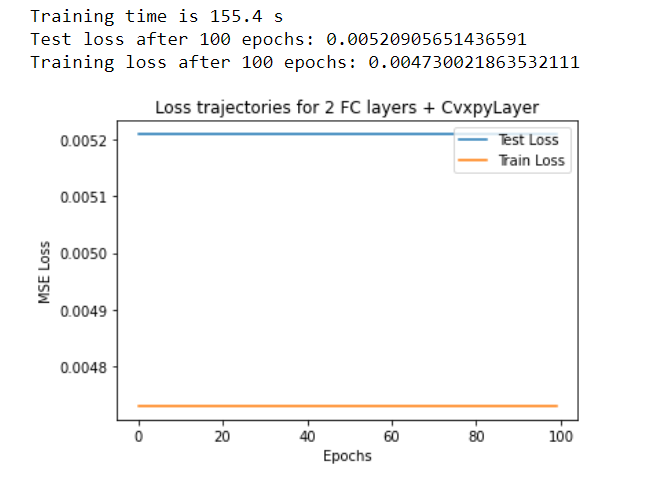 Training time is 155.4 s
Test loss after 100 epochs: 0.00520905651436591
Training loss after 100 epochs: 0.004730021863532111
Loss trajectories for 2 FC layers + CvxpyLayer
Test Loss
Train Loss
0.0052
0.0051
0.0050
0.0049
0.0048
MSE Loss
0 20 40 60 80 100
Epochs